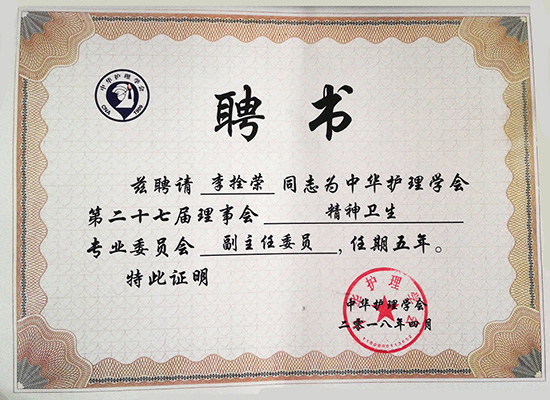 中华护理学会
CNA 1909
聘书
兹聘请 李拴荣 同志为中华护理学会
第二十七届理事会 精神卫生
专业委员会 副主任委员,任期五年。
特此证明
中华护理学会
二零一八年四月